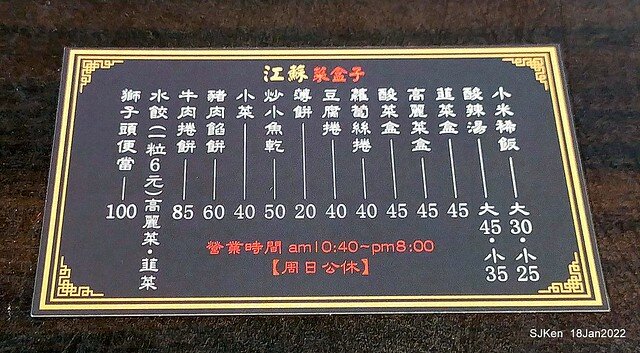 江蘇菜盒子
小米稀飯 大30·小25
酸辣湯 大45·小35
韮菜盒 45
高麗菜盒 45
酸菜盒 45
蘿蔔絲捲 40
豆腐捲 40
薄餅 20
炒小魚乾 50
小菜 40
豬肉餡餅 60
牛肉捲餅 85
水餃(一粒6元)高麗菜·韮菜
獅子頭便當 100
營業時間 am10:40~pm8:00
【周日公休】
SJKen 18Jan2022